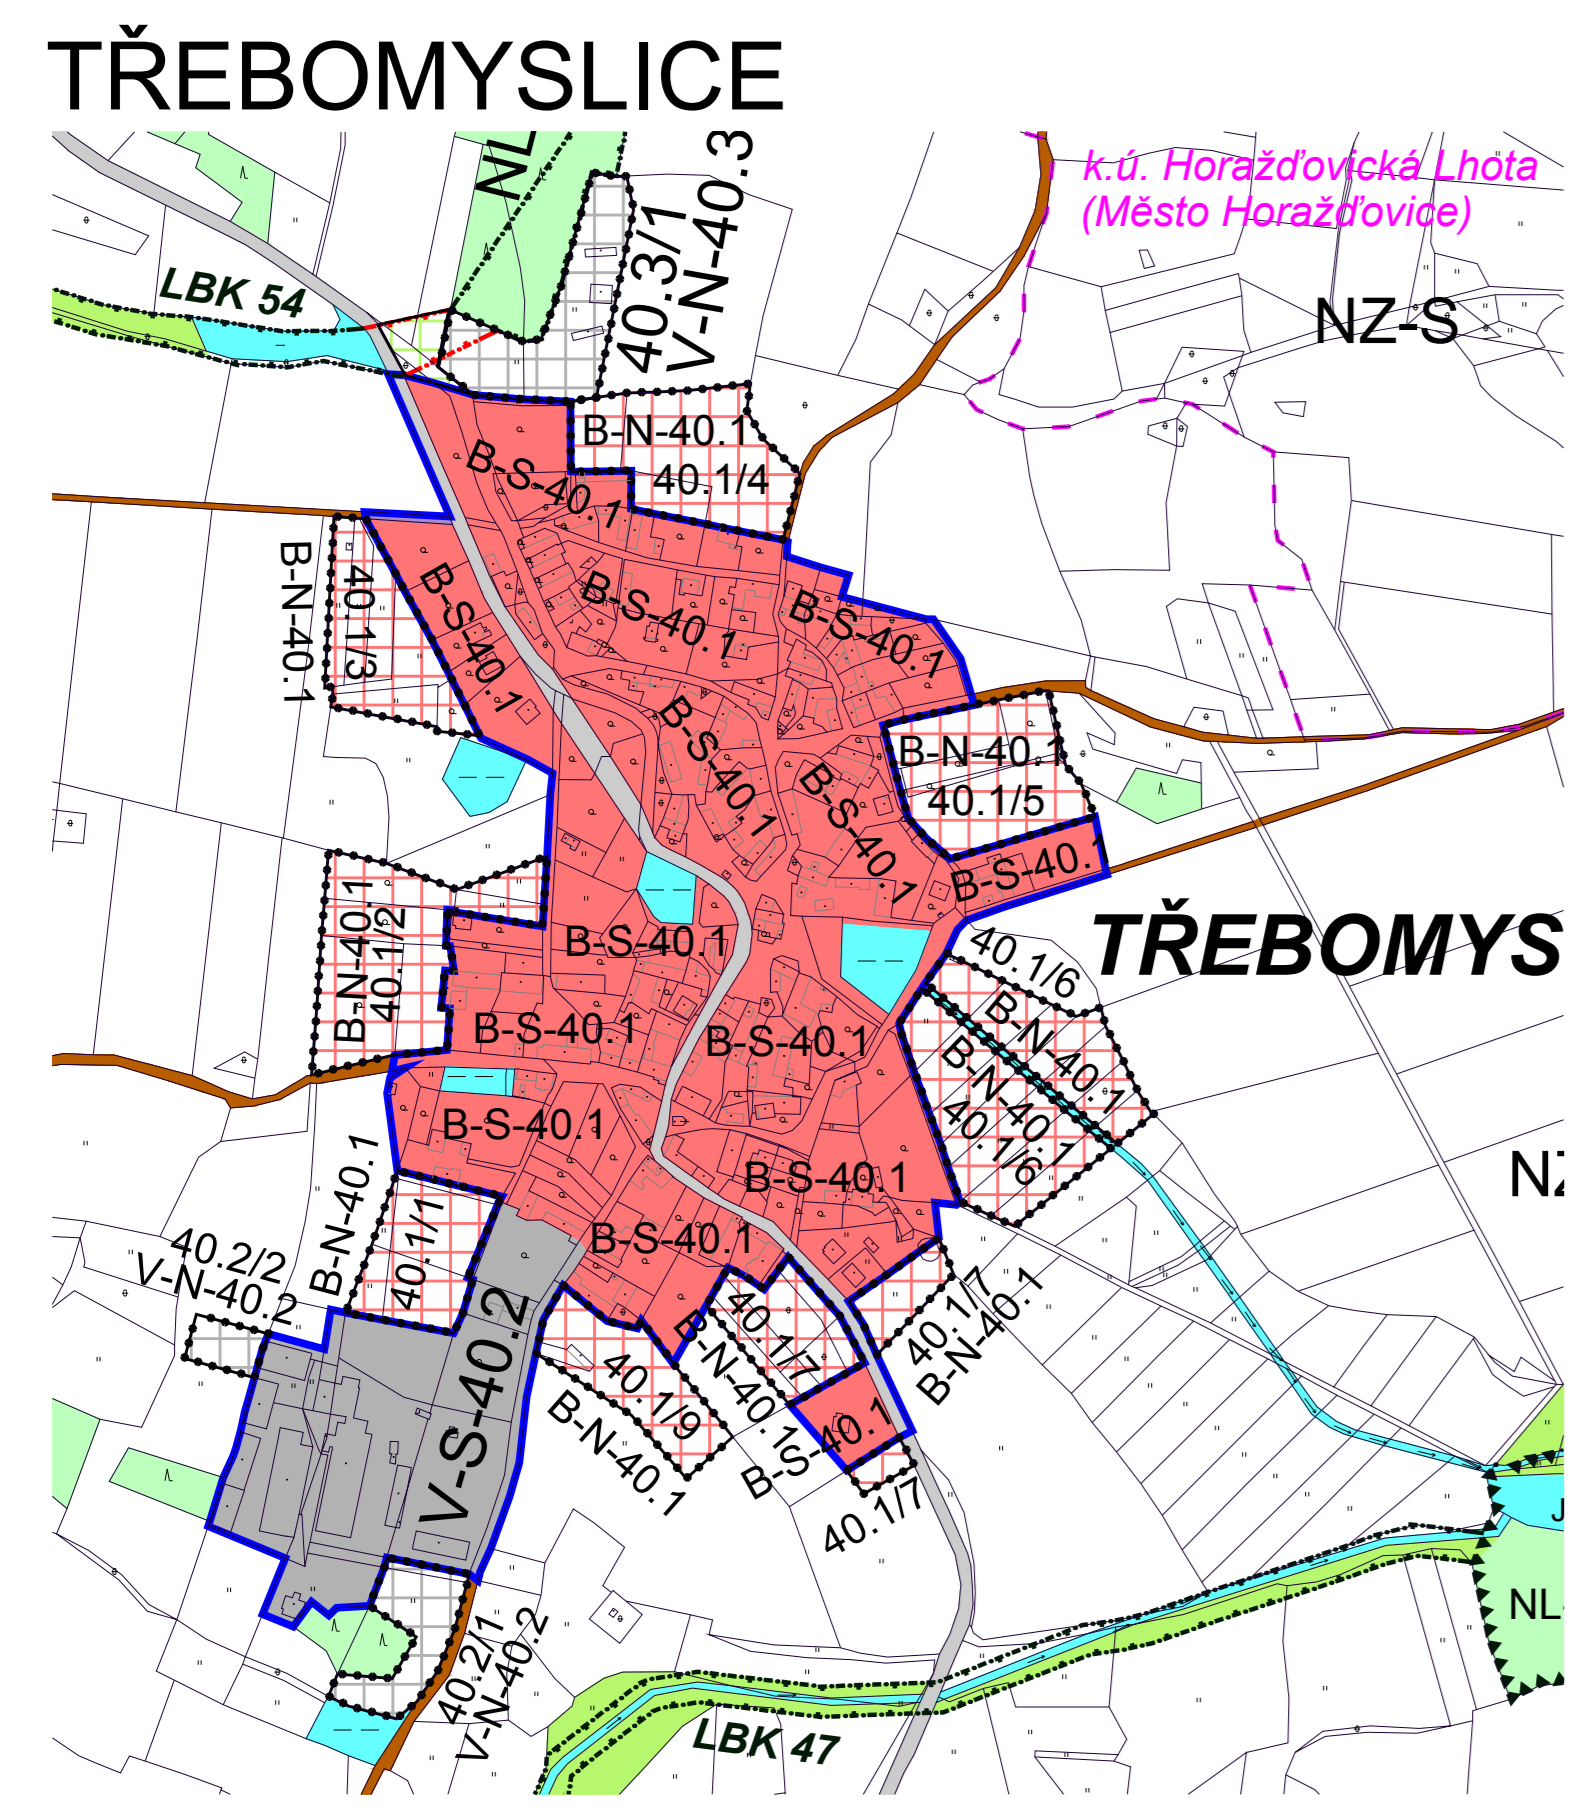 TŘEBOMYSLICE
NL
V-N-40.3
40.3/1
k.ú. Horažďovická Lhota
(Město Horažďovice)
LBK 54
NZ-S
B-N-40.1
40.1/4
B-S-40.1
B-N-40.1
40.1/3
B-S-40.1
B-S-40.1
B-S-40.1
B-S-40.1
B-S-40.1
B-N-40.1
40.1/5
B-S-40.1
B-N-40.1
40.1/2
B-S-40.1
TŘEBOMYS
40.1/6
B-N-40.1
B-N-40.1
40.1/6
B-S-40.1
B-S-40.1
B-S-40.1
B-S-40.1
NZ
B-N-40.1
40.1/1
B-S-40.1
40.2/2
V-N-40.2
V-S-40.2
40.1/7
B-N-40.1
40.1/7
B-N-40.1
40.1/9
B-N-40.1
B-S-40.1
40.1/7
J
NL-
40.2/1
V-N-40.2
LBK 47